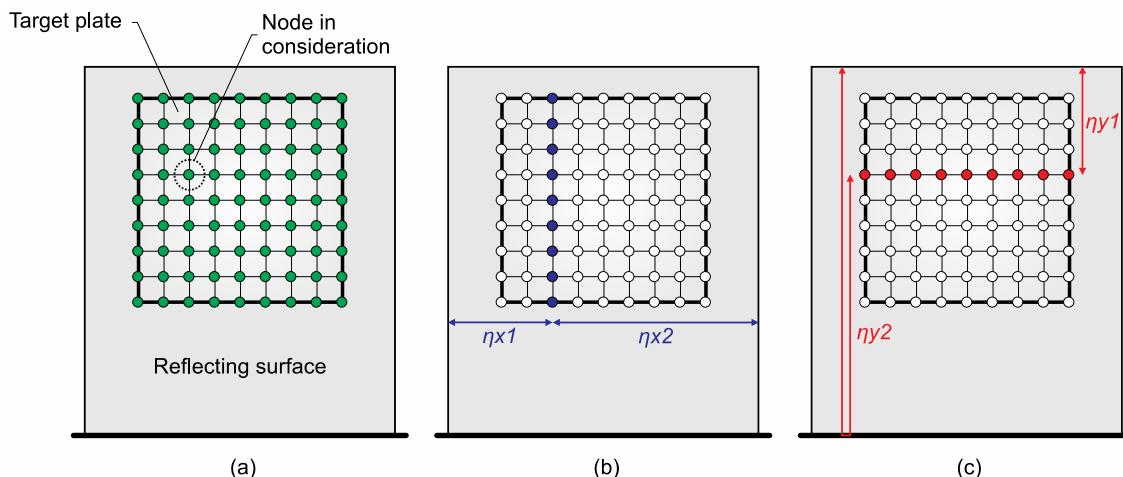 Target plate
Node in
consideration
Reflecting surface
(a)
ηx1
ηx2
(b)
ηy1
ηy2
(c)